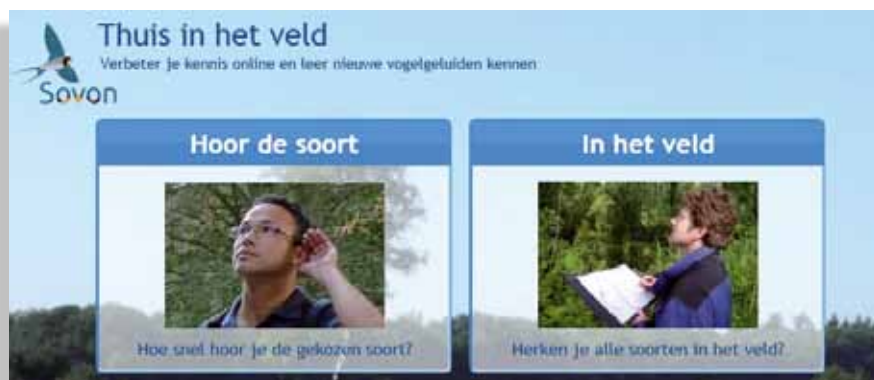 Thuis in het veld
Verbeter je kennis online en leer nieuwe vogelgeluiden kennen
Sovon
Hoor de soort
In het veld
Hoe snel hoor je de gekozen soort?
Herken je alle soorten in het veld?